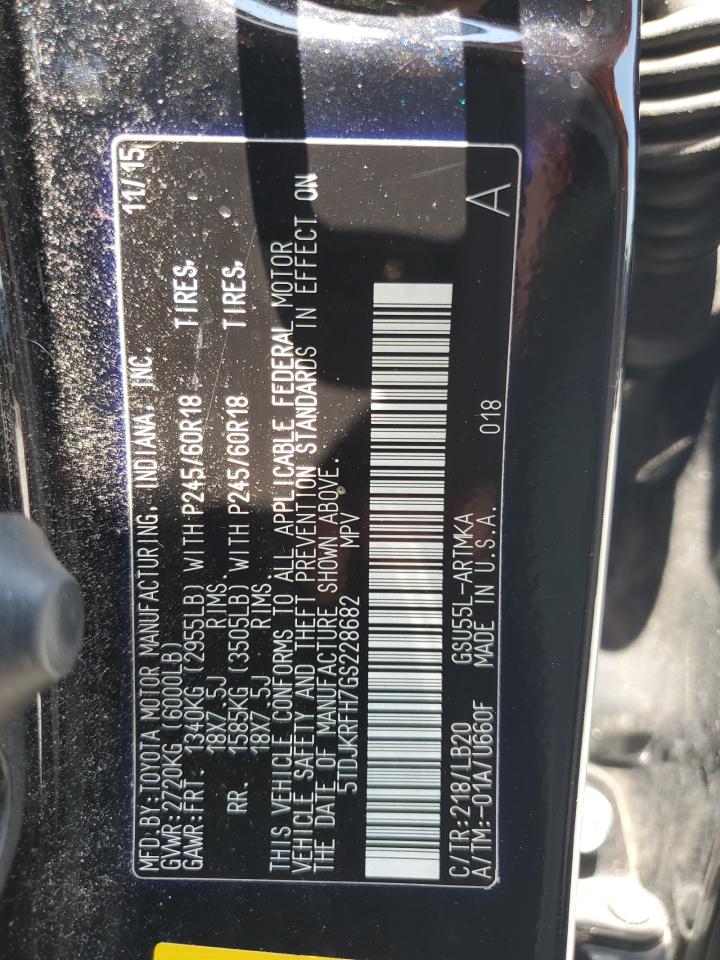 MFD.BY:TOYOTA MOTOR MANUFACTURING, INDIANA, INC. 11/15
GVWR:2720KG (6000LB)
GAWR:FRT. 1340KG (2955LB) WITH P245/60R18 TIRES,
18X7.5J RIMS.
RR. 1585KG (3505LB) WITH P245/60R18 TIRES,
18X7.5J RIMS.
THIS VEHICLE CONFORMS TO ALL APPLICABLE FEDERAL MOTOR
VEHICLE SAFETY AND THEFT PREVENTION STANDARDS IN EFFECT ON
THE DATE OF MANUFACTURE SHOWN ABOVE.
5TDJKRFH7GS228682 MPV
C/TR:218/LB20 GSU55L-ARTMKA 018 A
A/TM:-01A/U660F MADE IN U.S.A.